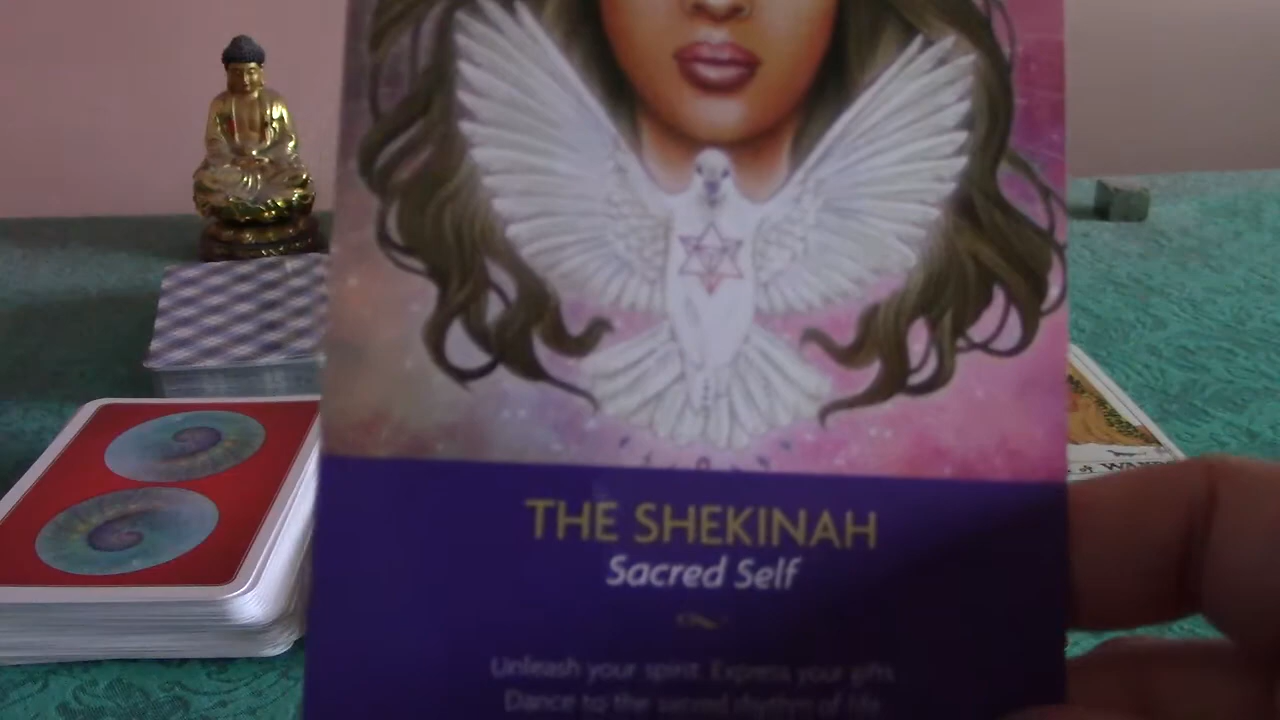 THE SHEKINAH
Sacred Self
Unleash your spirit. Express your gifts.
Dance to the sacred rhythm of life